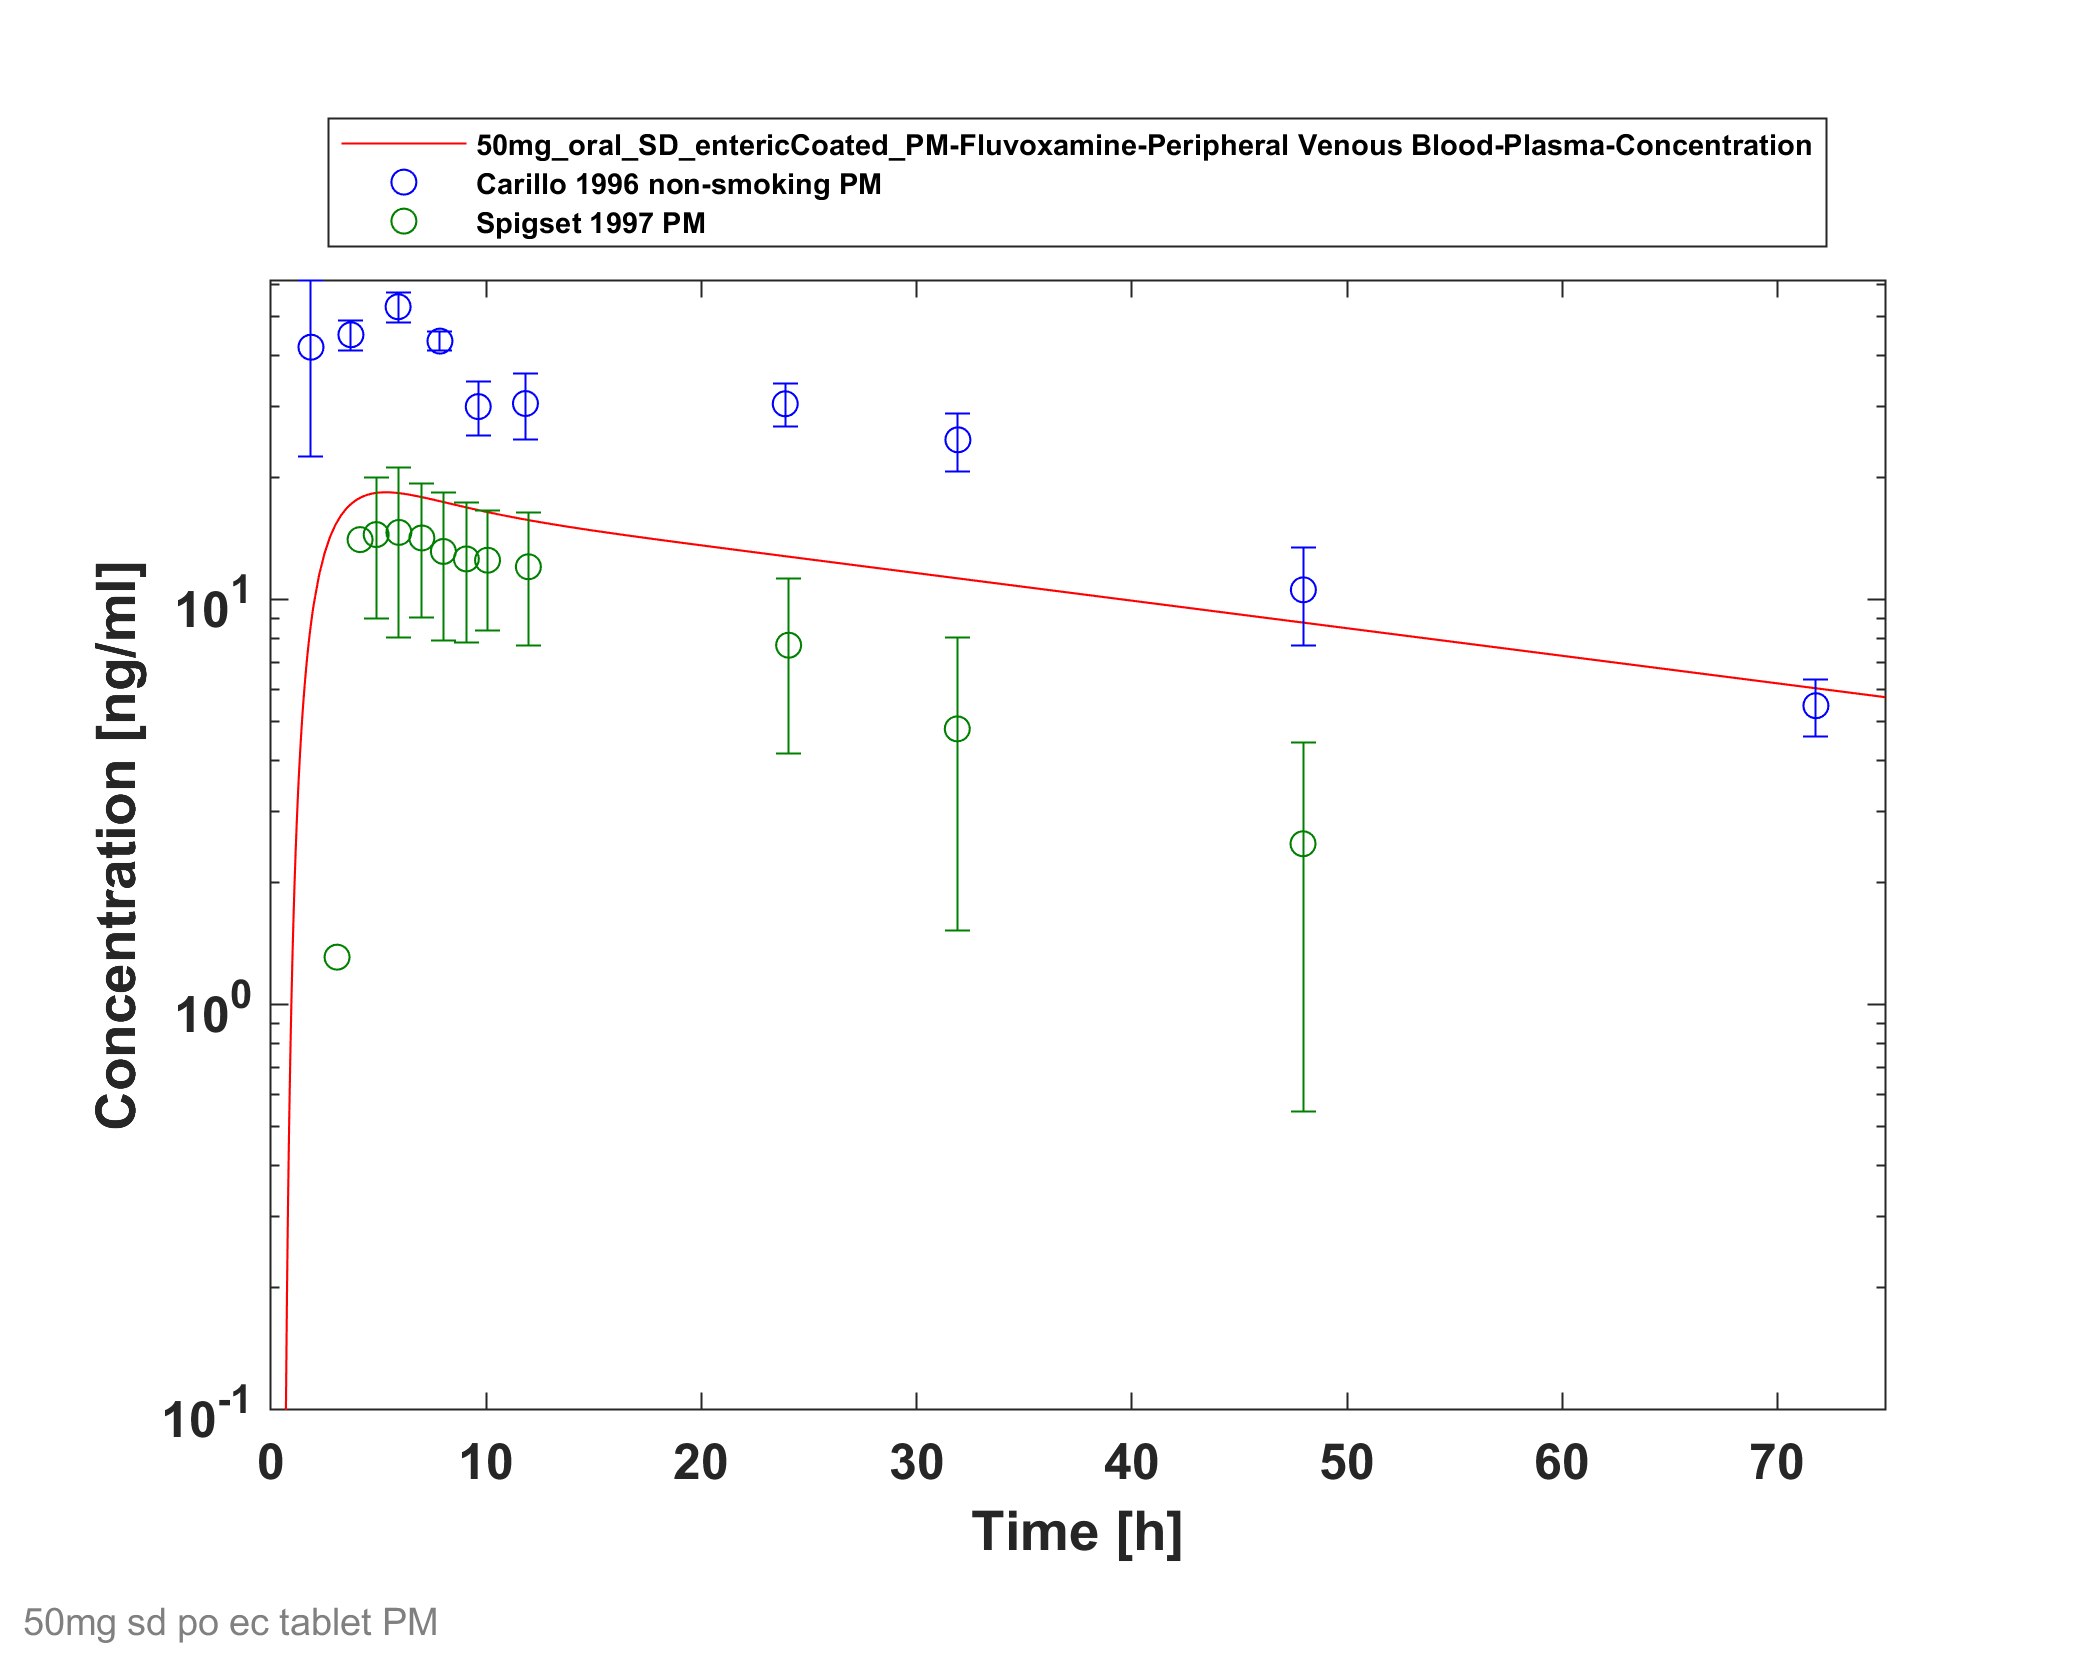 50mg_oral_SD_entericCoated_PM-Fluvoxamine-Peripheral Venous Blood-Plasma-Concentration
Carillo 1996 non-smoking PM
Spigset 1997 PM
Concentration [ng/ml]
10^1
10^0
10^-1
0 10 20 30 40 50 60 70
Time [h]
50mg sd po ec tablet PM